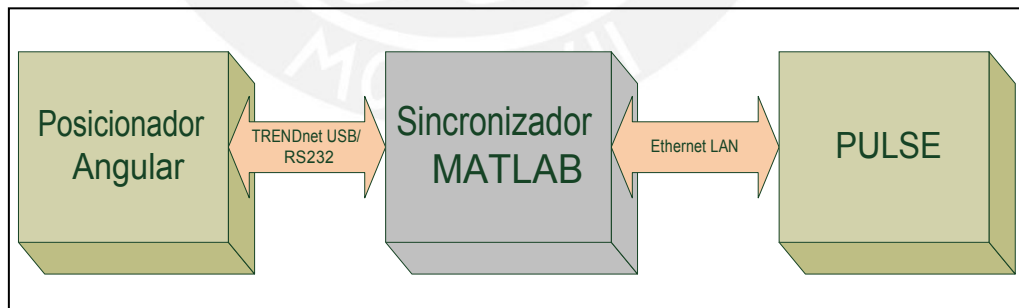 Posicionador
Angular
TRENDnet USB/
RS232
Sincronizador
MATLAB
Ethernet LAN
PULSE